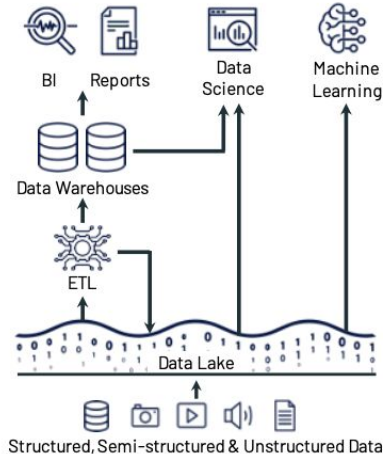 BI Reports
Data
Science
Machine
Learning
Data Warehouses
ETL
Data Lake
Structured, Semi-structured & Unstructured Data